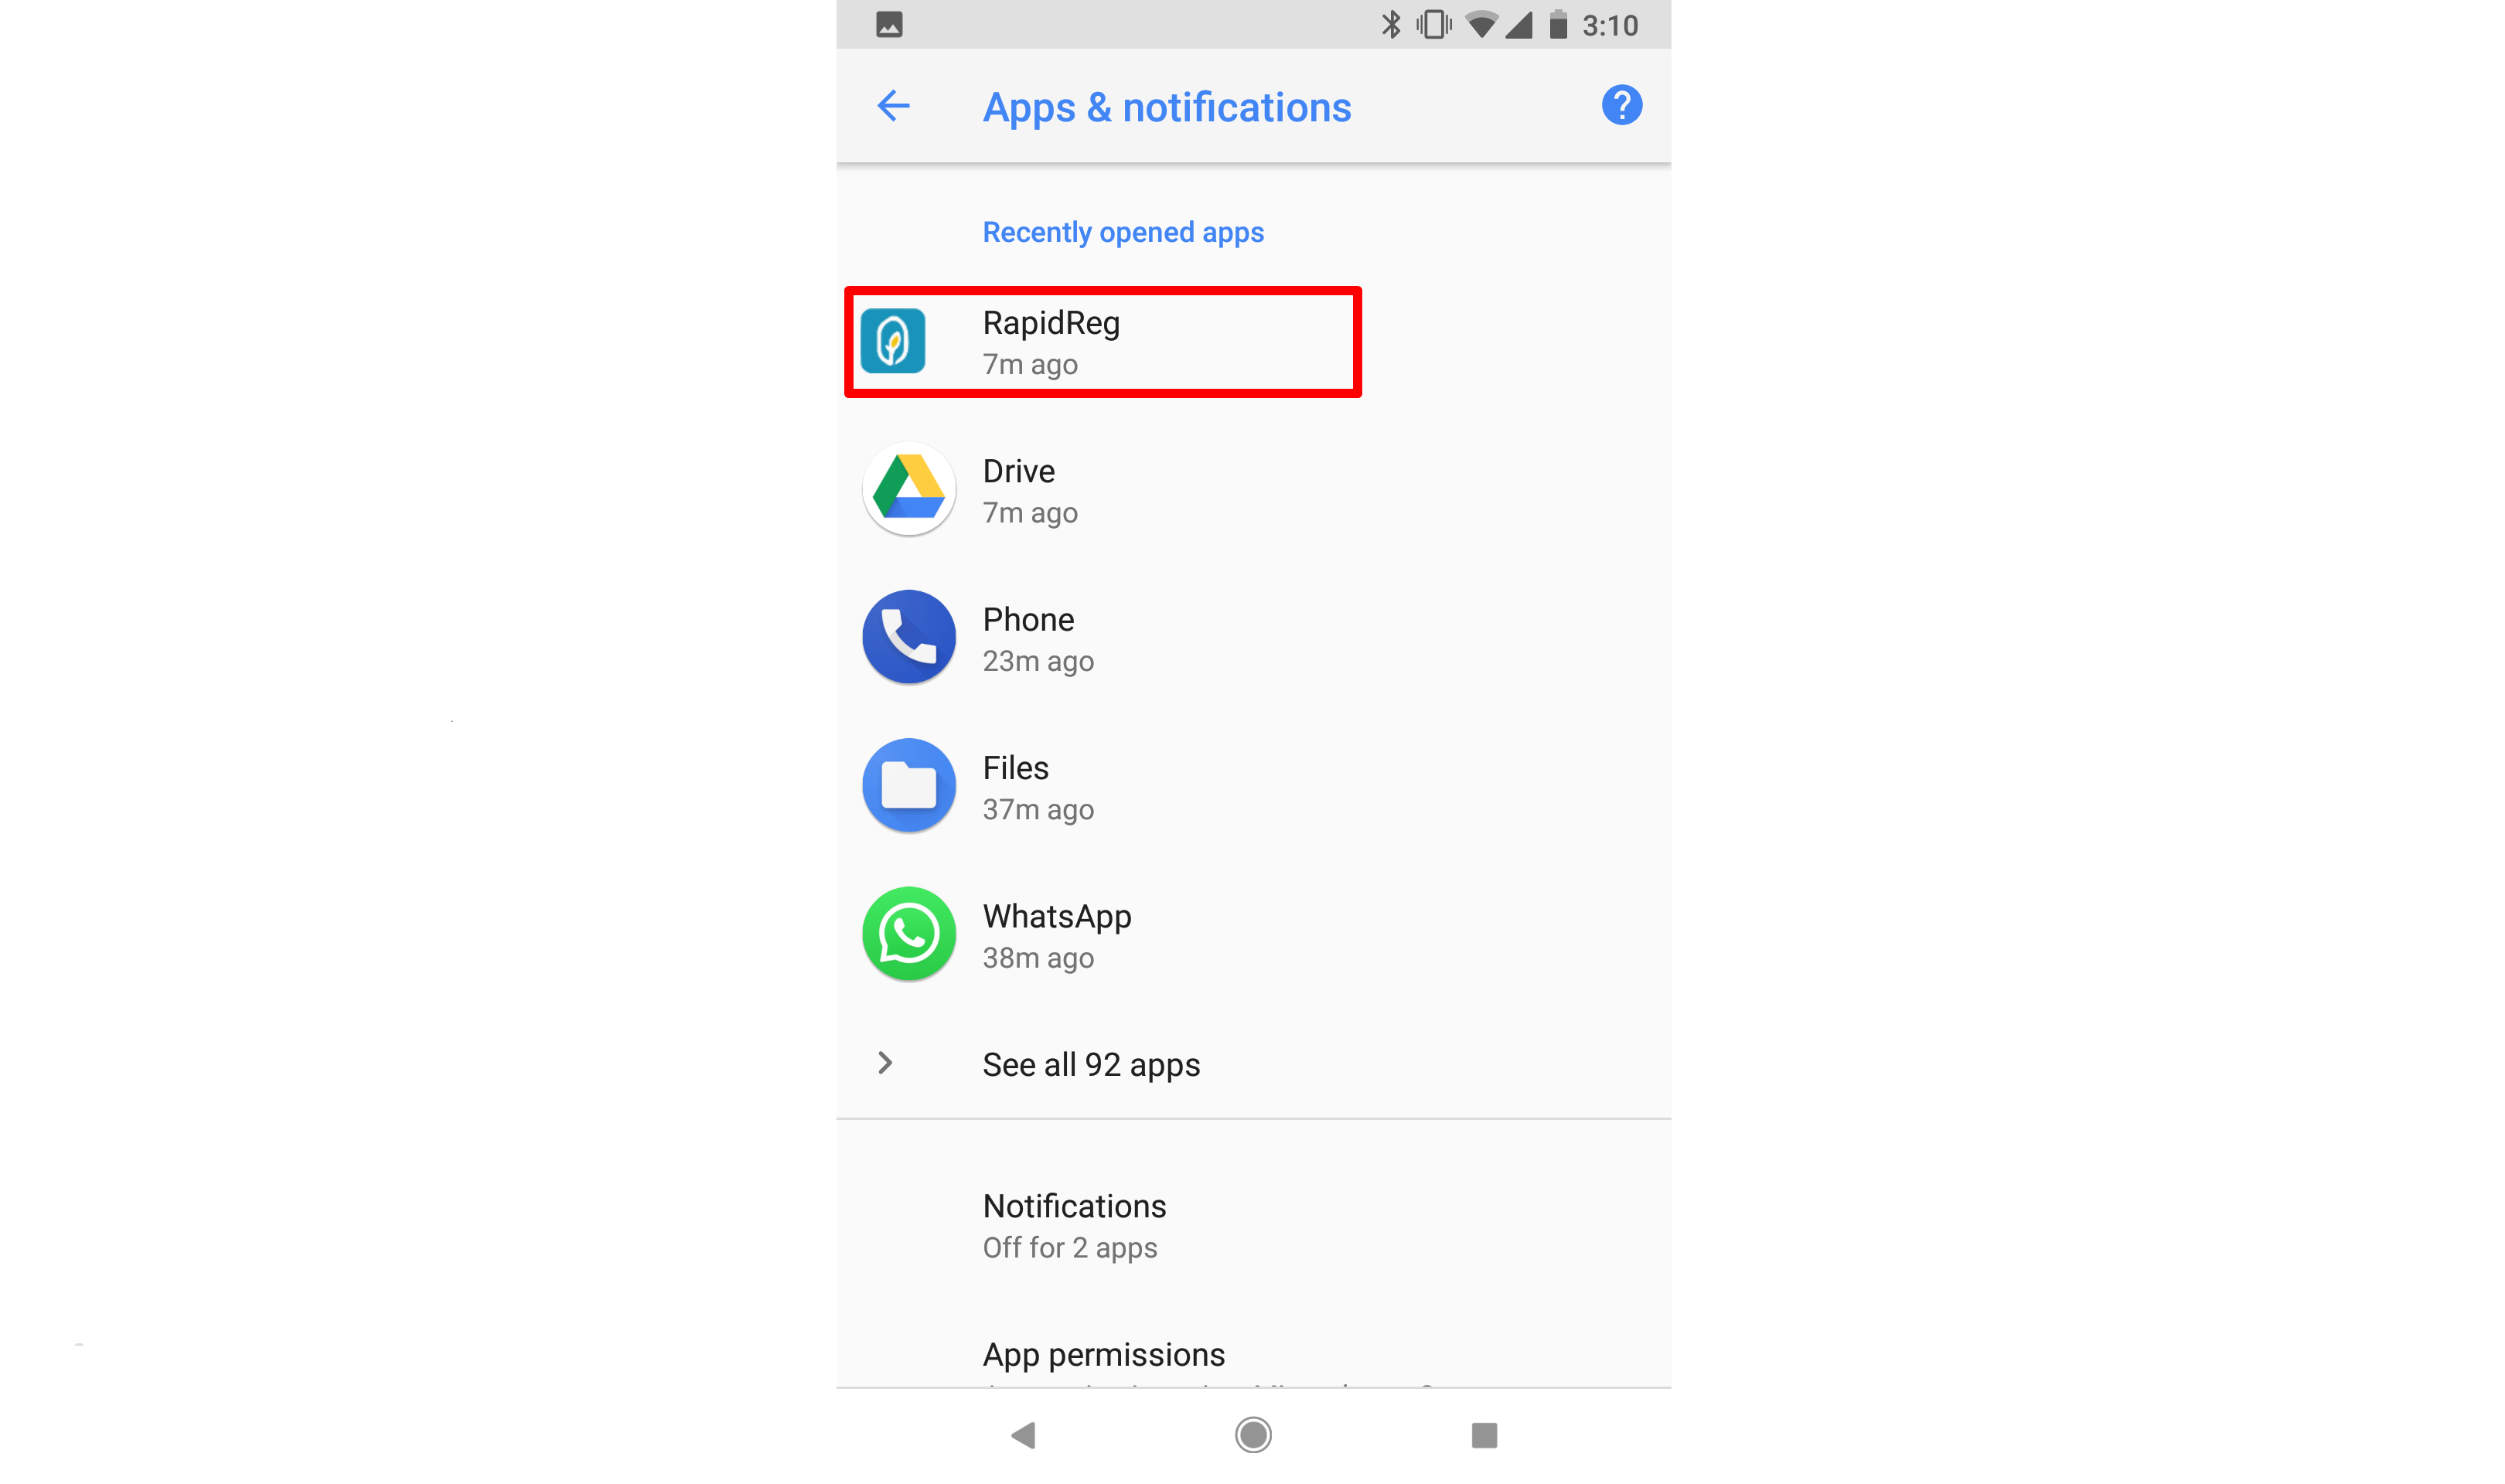 3:10
Apps & notifications
Recently opened apps
RapidReg
7m ago
Drive
7m ago
Phone
23m ago
Files
37m ago
WhatsApp
38m ago
See all 92 apps
Notifications
Off for 2 apps
App permissions